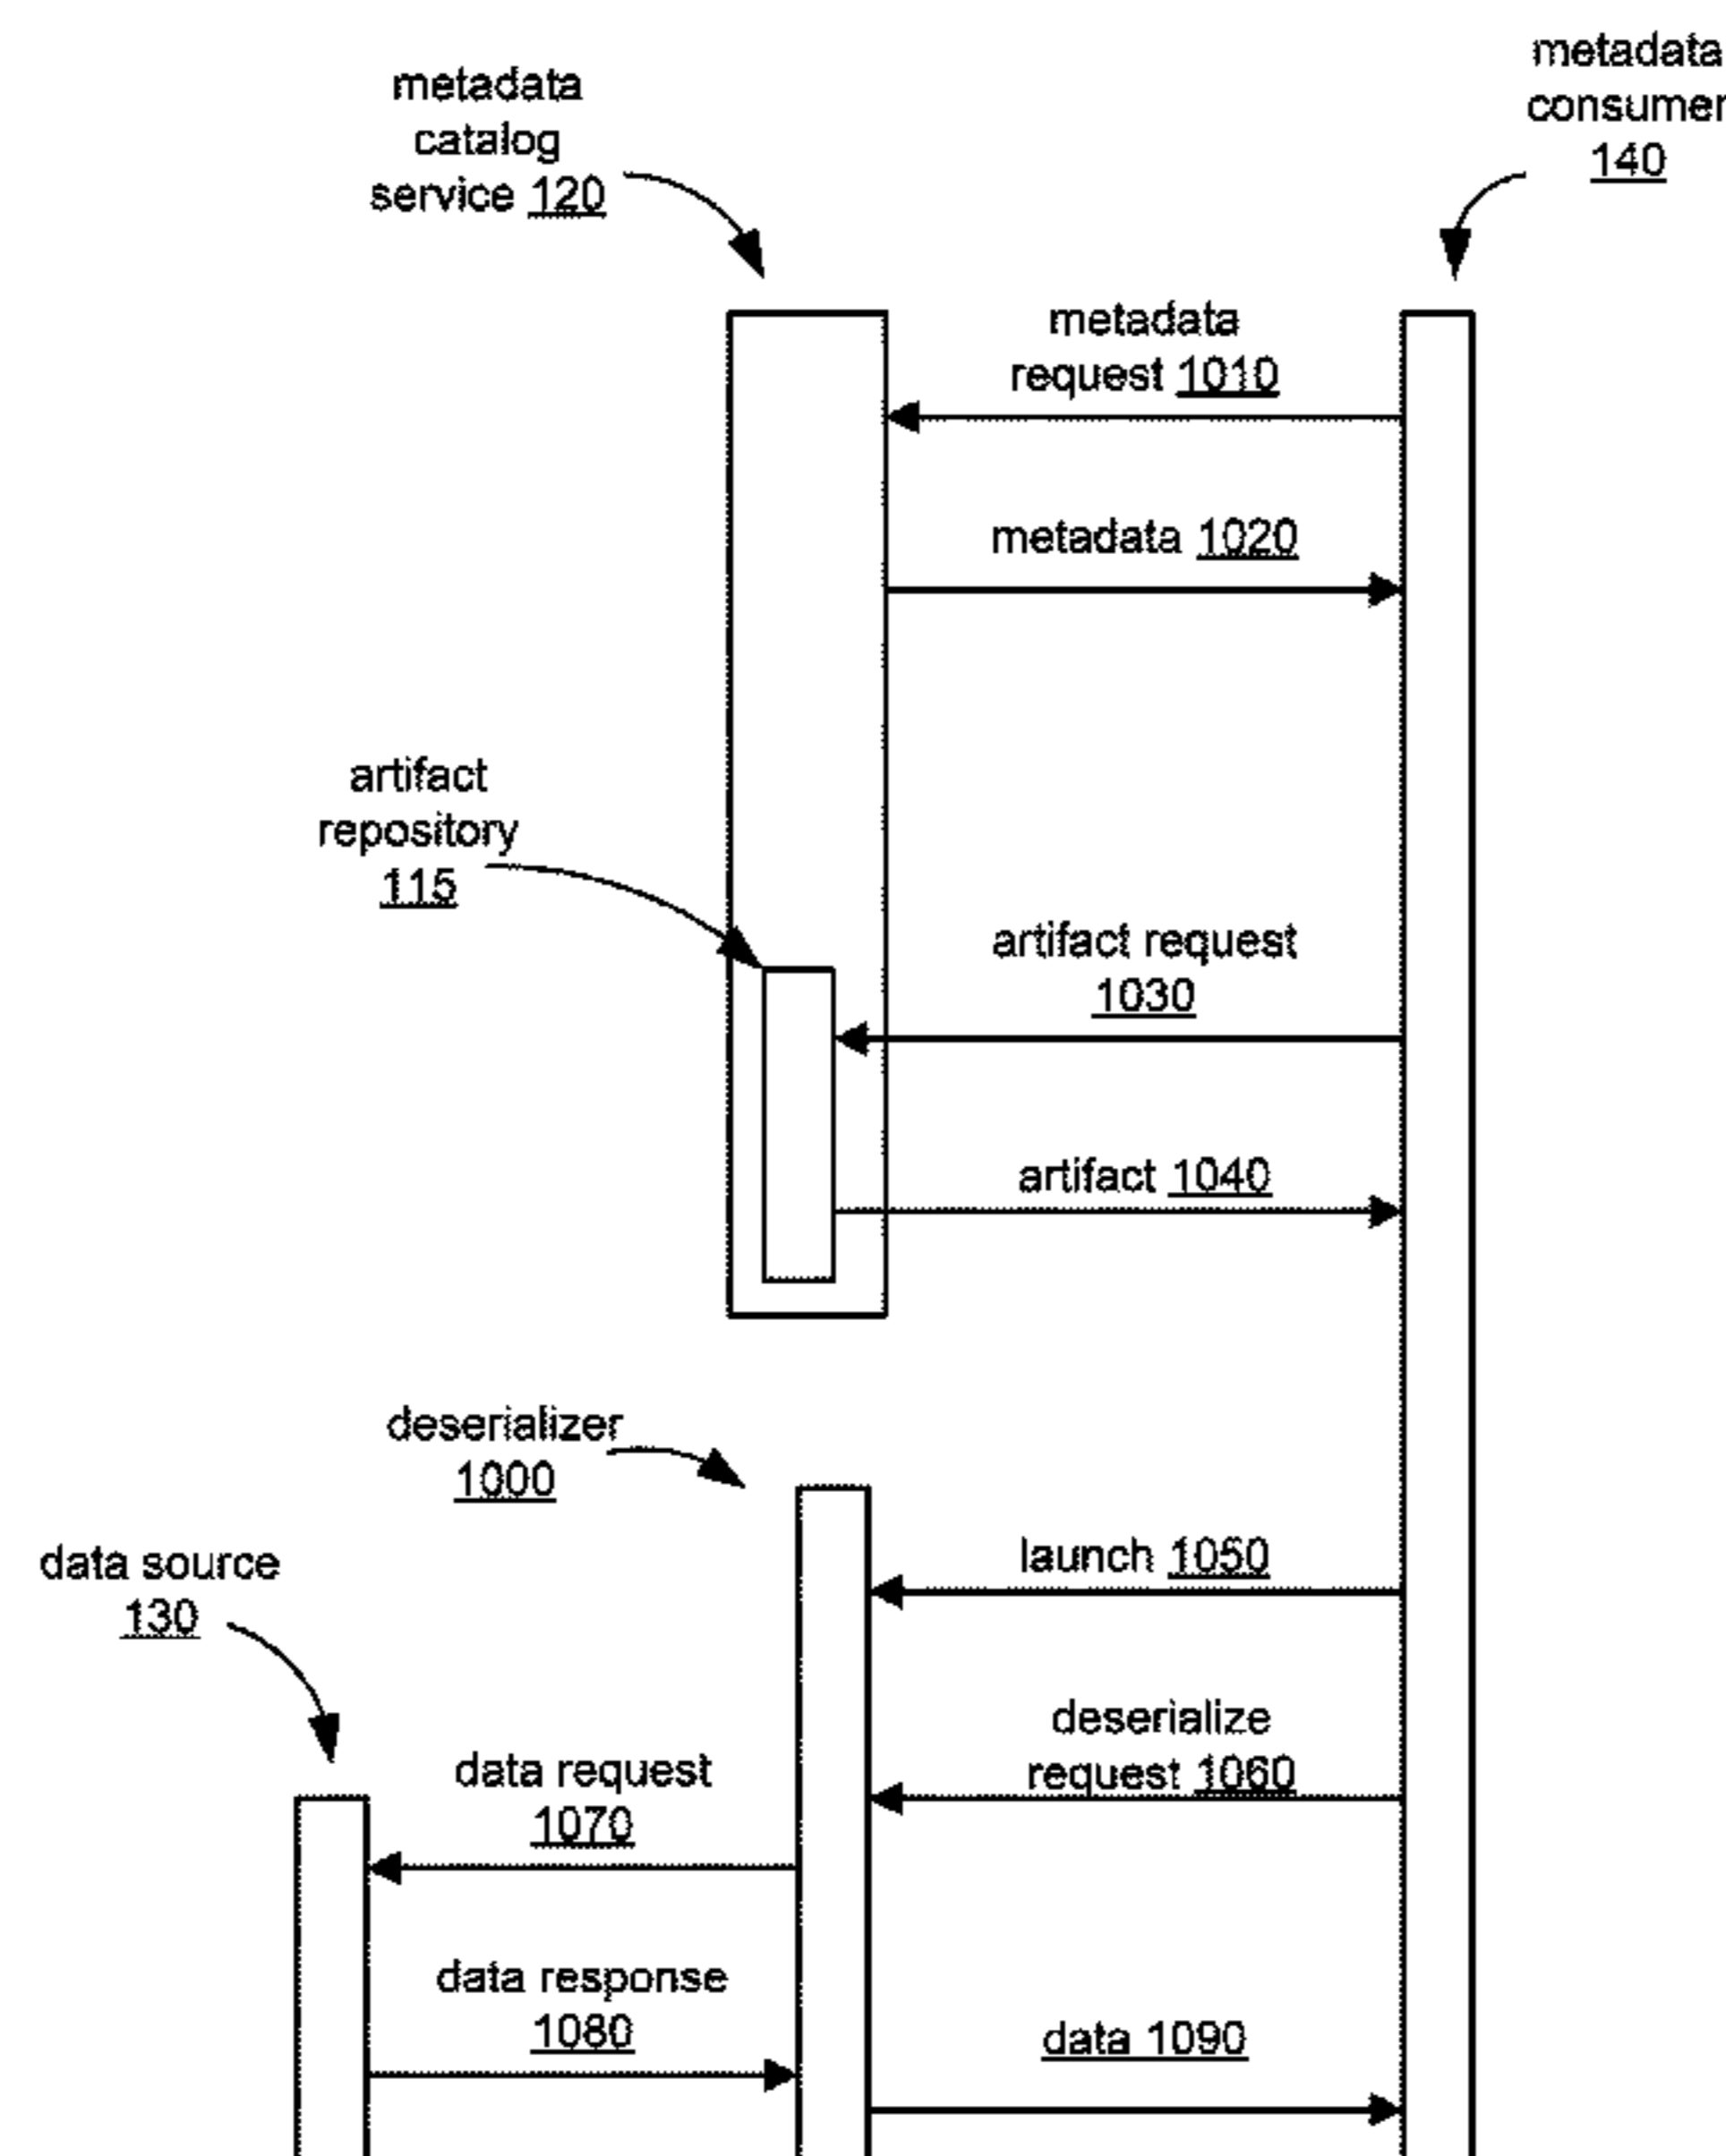 metadata
catalog
service 120
metadata
consumer
140
metadata
request 1010
metadata 1020
artifact
repository
115
artifact request
1030
artifact 1040
deserializer
1000
launch 1050
data source
130
deserialize
request 1060
data request
1070
data response
1080
data 1090